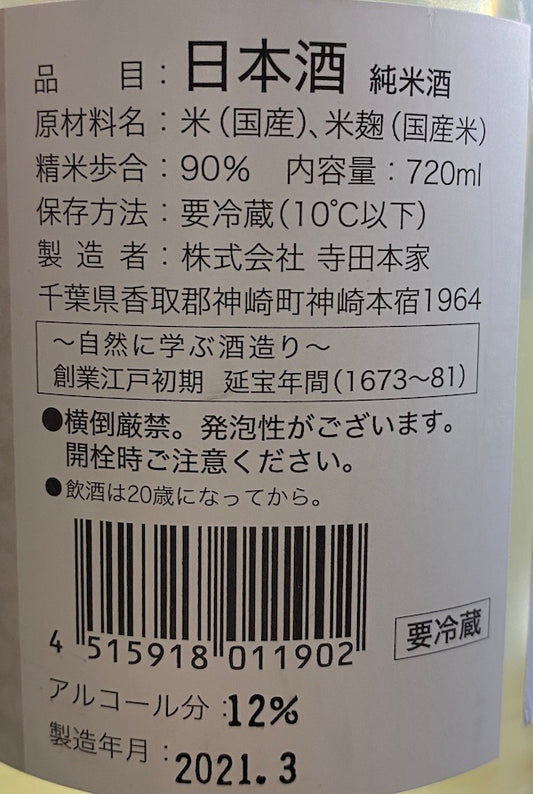 品　目：日本酒 純米酒
原材料名：米（国産）、米麹（国産米）
精米歩合：90%　内容量：720ml
保存方法：要冷蔵（10℃以下）
製造者：株式会社 寺田本家
千葉県香取郡神崎町神崎本宿1964
～自然に学ぶ酒造り～
創業江戸初期　延宝年間（1673～81）
●横倒厳禁。発泡性がございます。
開栓時ご注意ください。
●飲酒は20歳になってから。
4 515918 011902
要冷蔵
アルコール分：12%
製造年月：2021.3